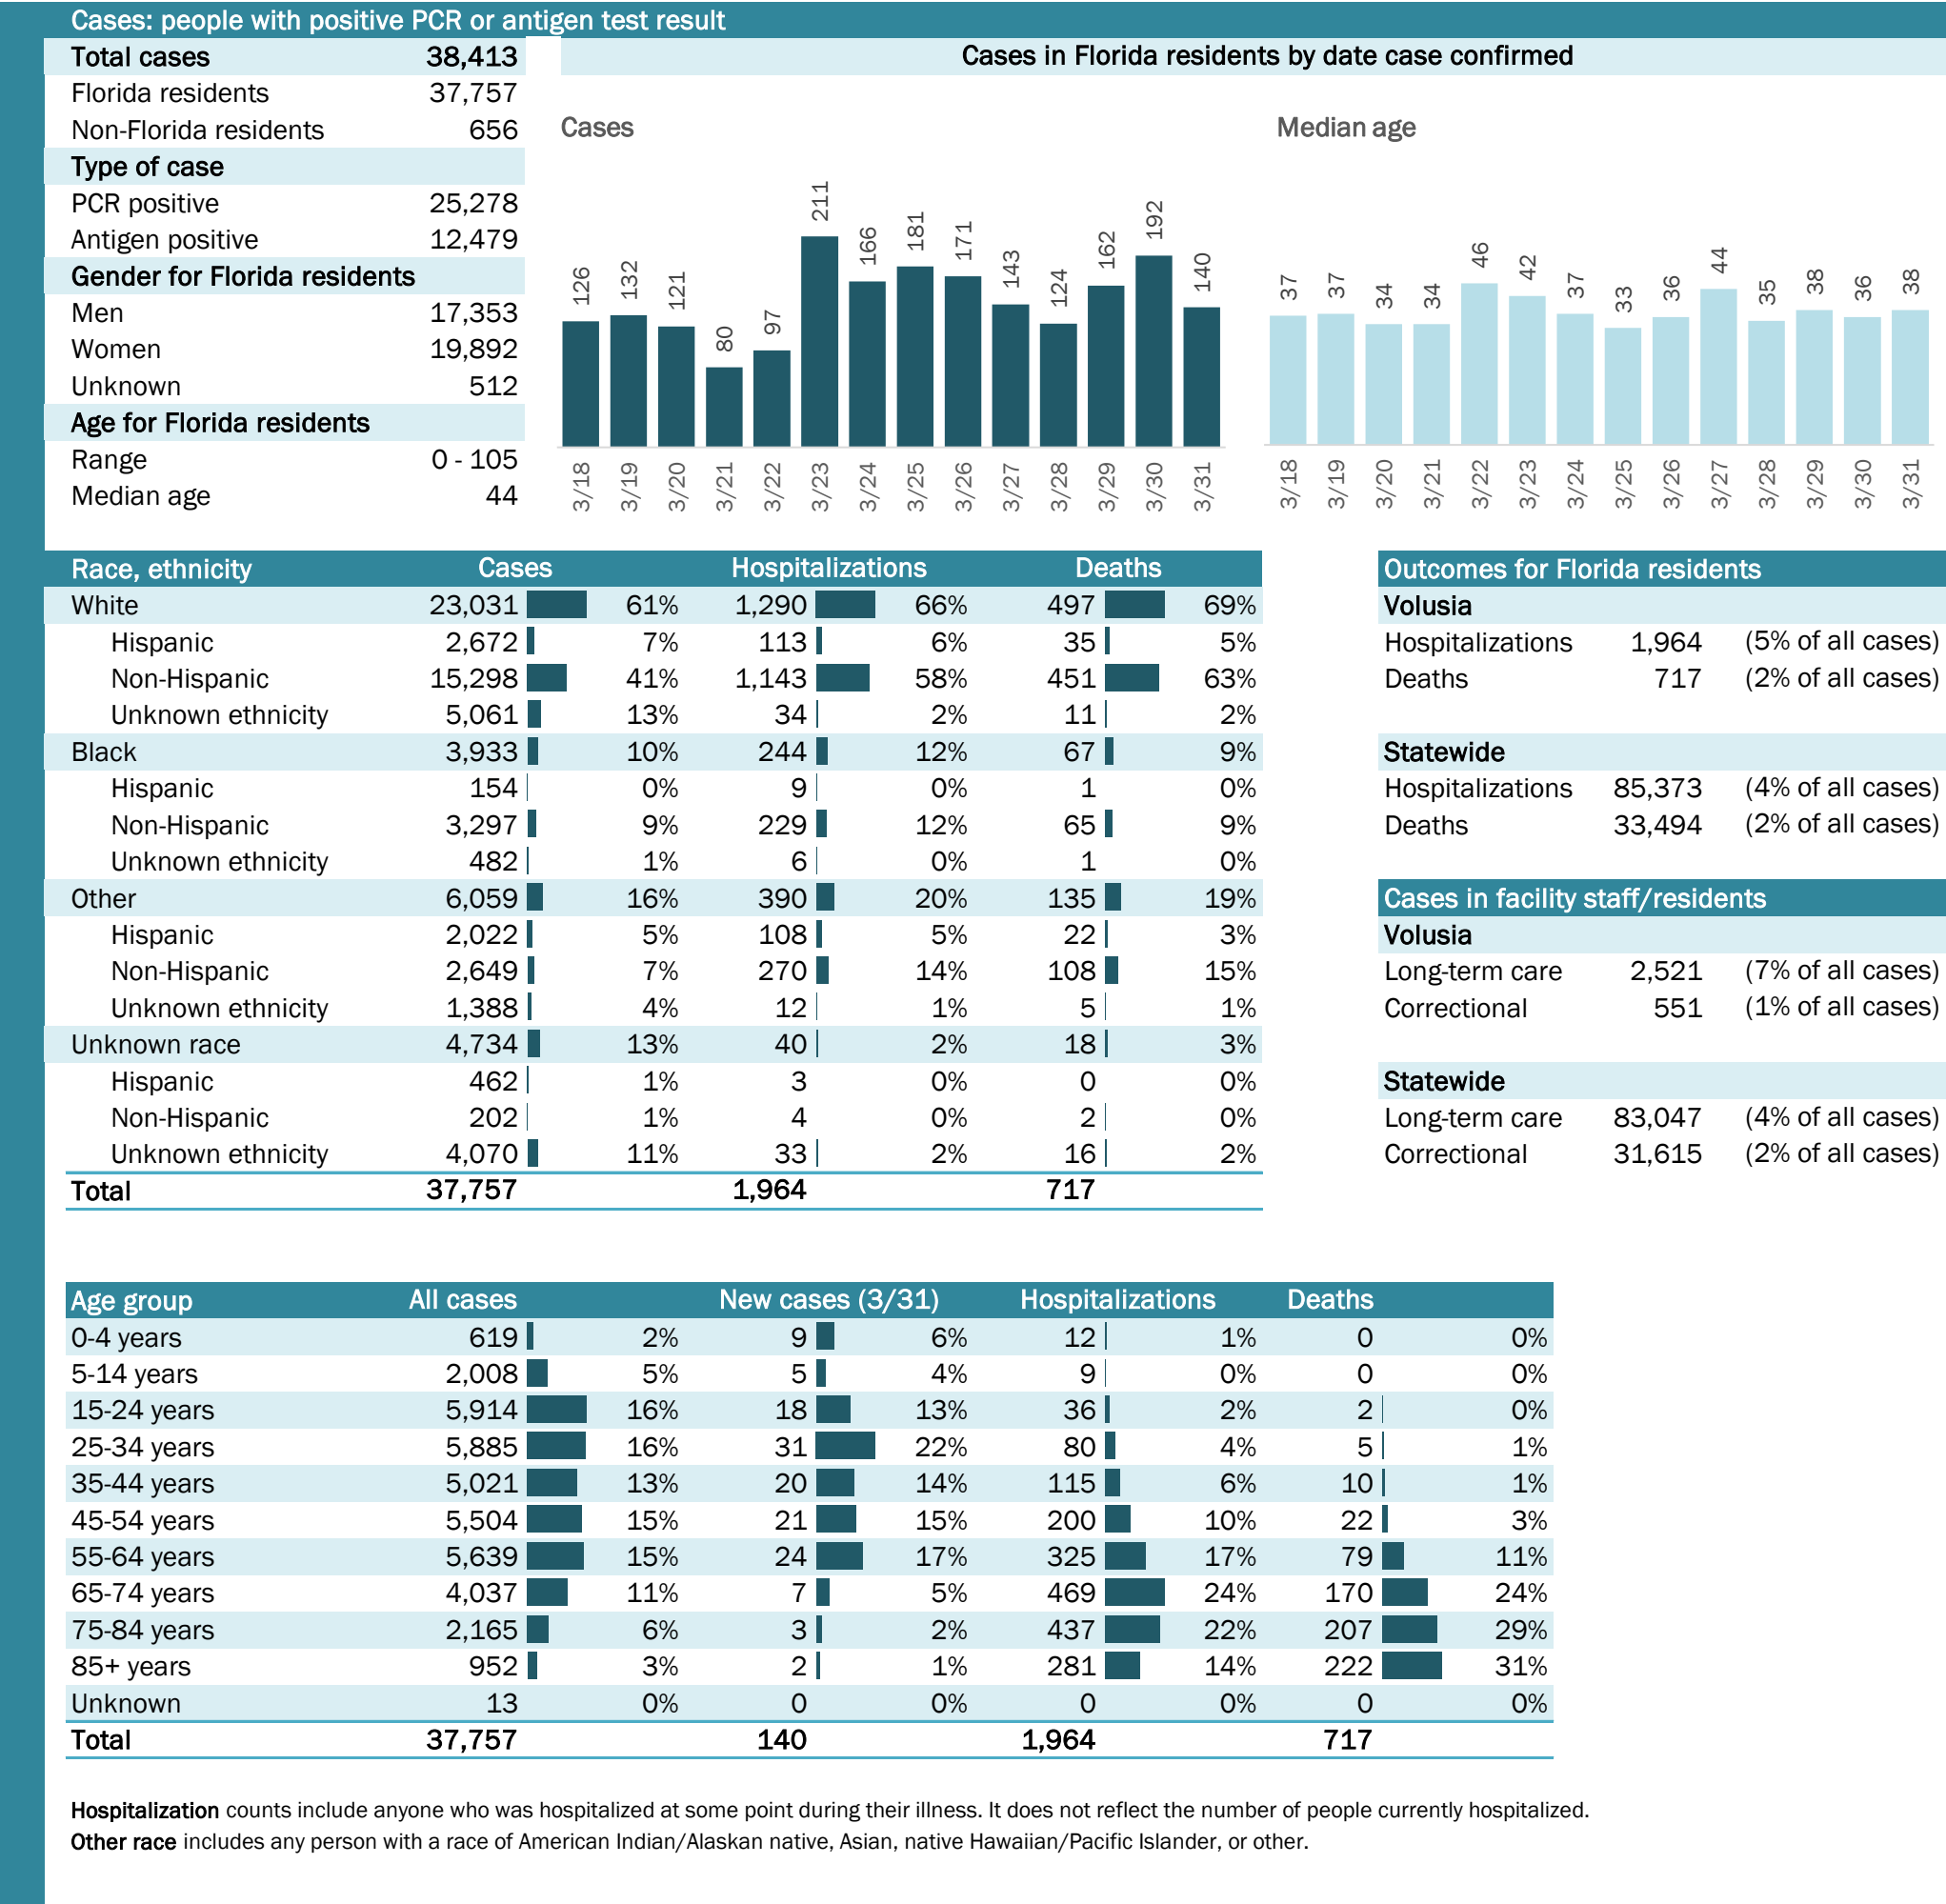 Cases: people with positive PCR or antigen test result
Total cases 38,413
Florida residents 37,757
Non-Florida residents 656
Type of case
PCR positive 25,278
Antigen positive 12,479
Gender for Florida residents
Men 17,353
Women 19,892
Unknown 512
Age for Florida residents
Range 0 - 105
Median age 44
Cases in Florida residents by date case confirmed
Cases
126 132 121 80 97 211 166 181 171 143 124 162 192 140
3/18 3/19 3/20 3/21 3/22 3/23 3/24 3/25 3/26 3/27 3/28 3/29 3/30 3/31
Median age
37 37 34 34 46 42 37 33 36 44 35 38 36 38
3/18 3/19 3/20 3/21 3/22 3/23 3/24 3/25 3/26 3/27 3/28 3/29 3/30 3/31
Race, ethnicity Cases Hospitalizations Deaths
White 23,031 61% 1,290 66% 497 69%
Hispanic 2,672 7% 113 6% 35 5%
Non-Hispanic 15,298 41% 1,143 58% 451 63%
Unknown ethnicity 5,061 13% 34 2% 11 2%
Black 3,933 10% 244 12% 67 9%
Hispanic 154 0% 9 0% 1 0%
Non-Hispanic 3,297 9% 229 12% 65 9%
Unknown ethnicity 482 1% 6 0% 1 0%
Other 6,059 16% 390 20% 135 19%
Hispanic 2,022 5% 108 5% 22 3%
Non-Hispanic 2,649 7% 270 14% 108 15%
Unknown ethnicity 1,388 4% 12 1% 5 1%
Unknown race 4,734 13% 40 2% 18 3%
Hispanic 462 1% 3 0% 0 0%
Non-Hispanic 202 1% 4 0% 2 0%
Unknown ethnicity 4,070 11% 33 2% 16 2%
Total 37,757 1,964 717
Outcomes for Florida residents
Volusia
Hospitalizations 1,964 (5% of all cases)
Deaths 717 (2% of all cases)
Statewide
Hospitalizations 85,373 (4% of all cases)
Deaths 33,494 (2% of all cases)
Cases in facility staff/residents
Volusia
Long-term care 2,521 (7% of all cases)
Correctional 551 (1% of all cases)
Statewide
Long-term care 83,047 (4% of all cases)
Correctional 31,615 (2% of all cases)
Age group All cases New cases (3/31) Hospitalizations Deaths
0-4 years 619 2% 9 6% 12 1% 0 0%
5-14 years 2,008 5% 5 4% 9 0% 0 0%
15-24 years 5,914 16% 18 13% 36 2% 2 0%
25-34 years 5,885 16% 31 22% 80 4% 5 1%
35-44 years 5,021 13% 20 14% 115 6% 10 1%
45-54 years 5,504 15% 21 15% 200 10% 22 3%
55-64 years 5,639 15% 24 17% 325 17% 79 11%
65-74 years 4,037 11% 7 5% 469 24% 170 24%
75-84 years 2,165 6% 3 2% 437 22% 207 29%
85+ years 952 3% 2 1% 281 14% 222 31%
Unknown 13 0% 0 0% 0 0% 0 0%
Total 37,757 140 1,964 717
Hospitalization counts include anyone who was hospitalized at some point during their illness. It does not reflect the number of people currently hospitalized.
Other race includes any person with a race of American Indian/Alaskan native, Asian, native Hawaiian/Pacific Islander, or other.